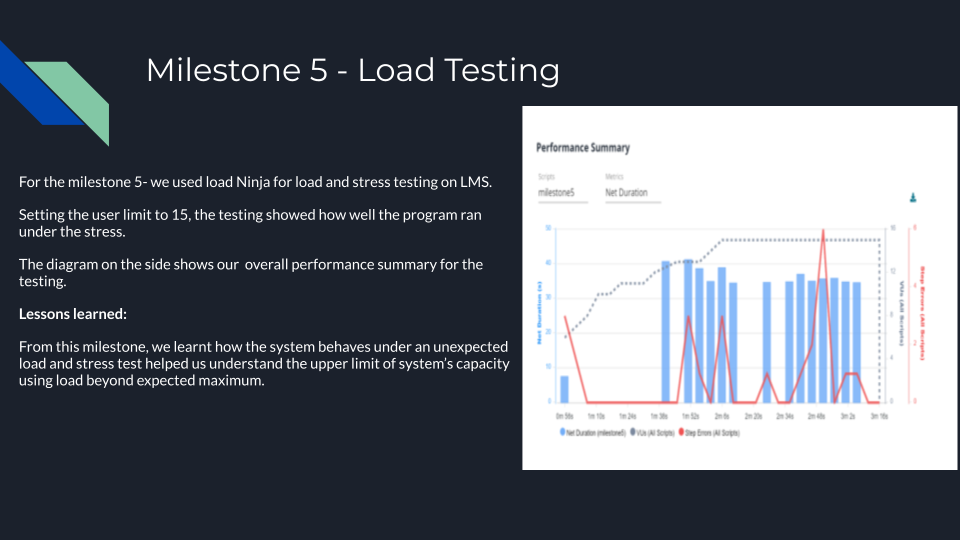 Milestone 5 - Load Testing
For the milestone 5- we used load Ninja for load and stress testing on LMS.
Setting the user limit to 15, the testing showed how well the program ran
under the stress.
The diagram on the side shows our  overall performance summary for the
testing.
Lessons learned:
From this milestone, we learnt how the system behaves under an unexpected
load and stress test helped us understand the upper limit of system's capacity
using load beyond expected maximum.
Performance Summary
Scripts Metrics
milestone5 Net Duration
50
40
30
20
10
0
Net Duration (s)
12
8
4
0
VUs (All Scripts)
Step Errors (All Scripts)
0m 56s 1m 10s 1m 24s 1m 38s 1m 52s 2m 6s 2m 20s 2m 34s 2m 48s 3m 2s 3m 16s
Net Duration (milestone5) VUs (All Scripts) Step Errors (All Scripts)